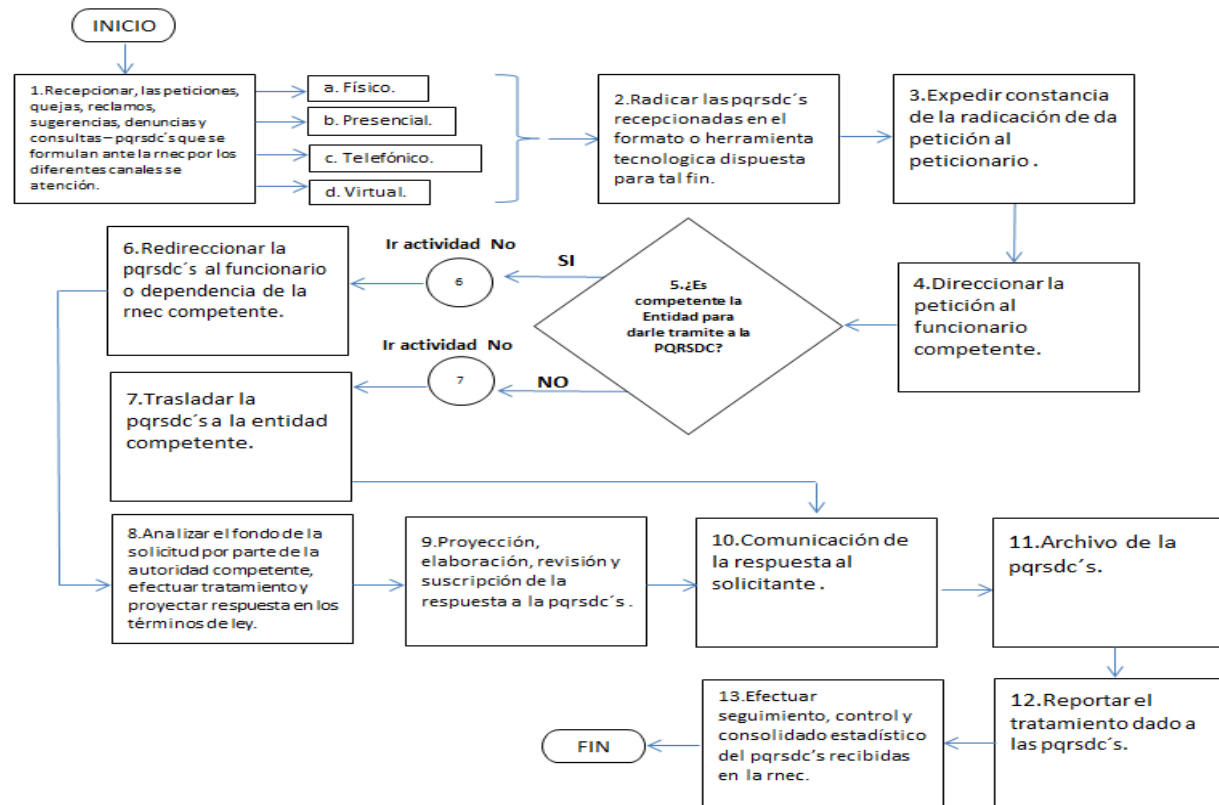 INICIO
1.Recepcionar, las peticiones,
quejas, reclamos,
sugerencias, denuncias y
consultas – pqrsdc´s que se
formulan ante la rnec por los
diferentes canales se
atención.
a. Físico.
b. Presencial.
c. Telefónico.
d. Virtual.
2.Radicar las pqrsdc´s
recepcionadas en el
formato o herramienta
tecnologica dispuesta
para tal fin.
3.Expedir constancia
de la radicación de da
petición al
peticionario .
4.Direccionar la
petición al
funcionario
competente.
5.¿Es
competente la
Entidad para
darle tramite a la
PQRSDC?
SI
Ir actividad No
6
6.Redireccionar la
pqrsdc´s al funcionario
o dependencia de la
rnec competente.
NO
Ir actividad No
7
7.Trasladar la
pqrsdc´s a la entidad
competente.
8.Analizar el fondo de la
solicitud por parte de la
autoridad competente,
efectuar tratamiento y
proyectar respuesta en los
términos de ley.
9.Proyección,
elaboración, revisión y
suscripción de la
respuesta a la pqrsdc´s .
10.Comunicación de
la respuesta al
solicitante .
11.Archivo de la
pqrsdc´s.
12.Reportar el
tratamiento dado a
las pqrsdc´s.
13.Efectuar
seguimiento, control y
consolidado estadístico
del pqrsdc’s recibidas
en la rnec.
FIN